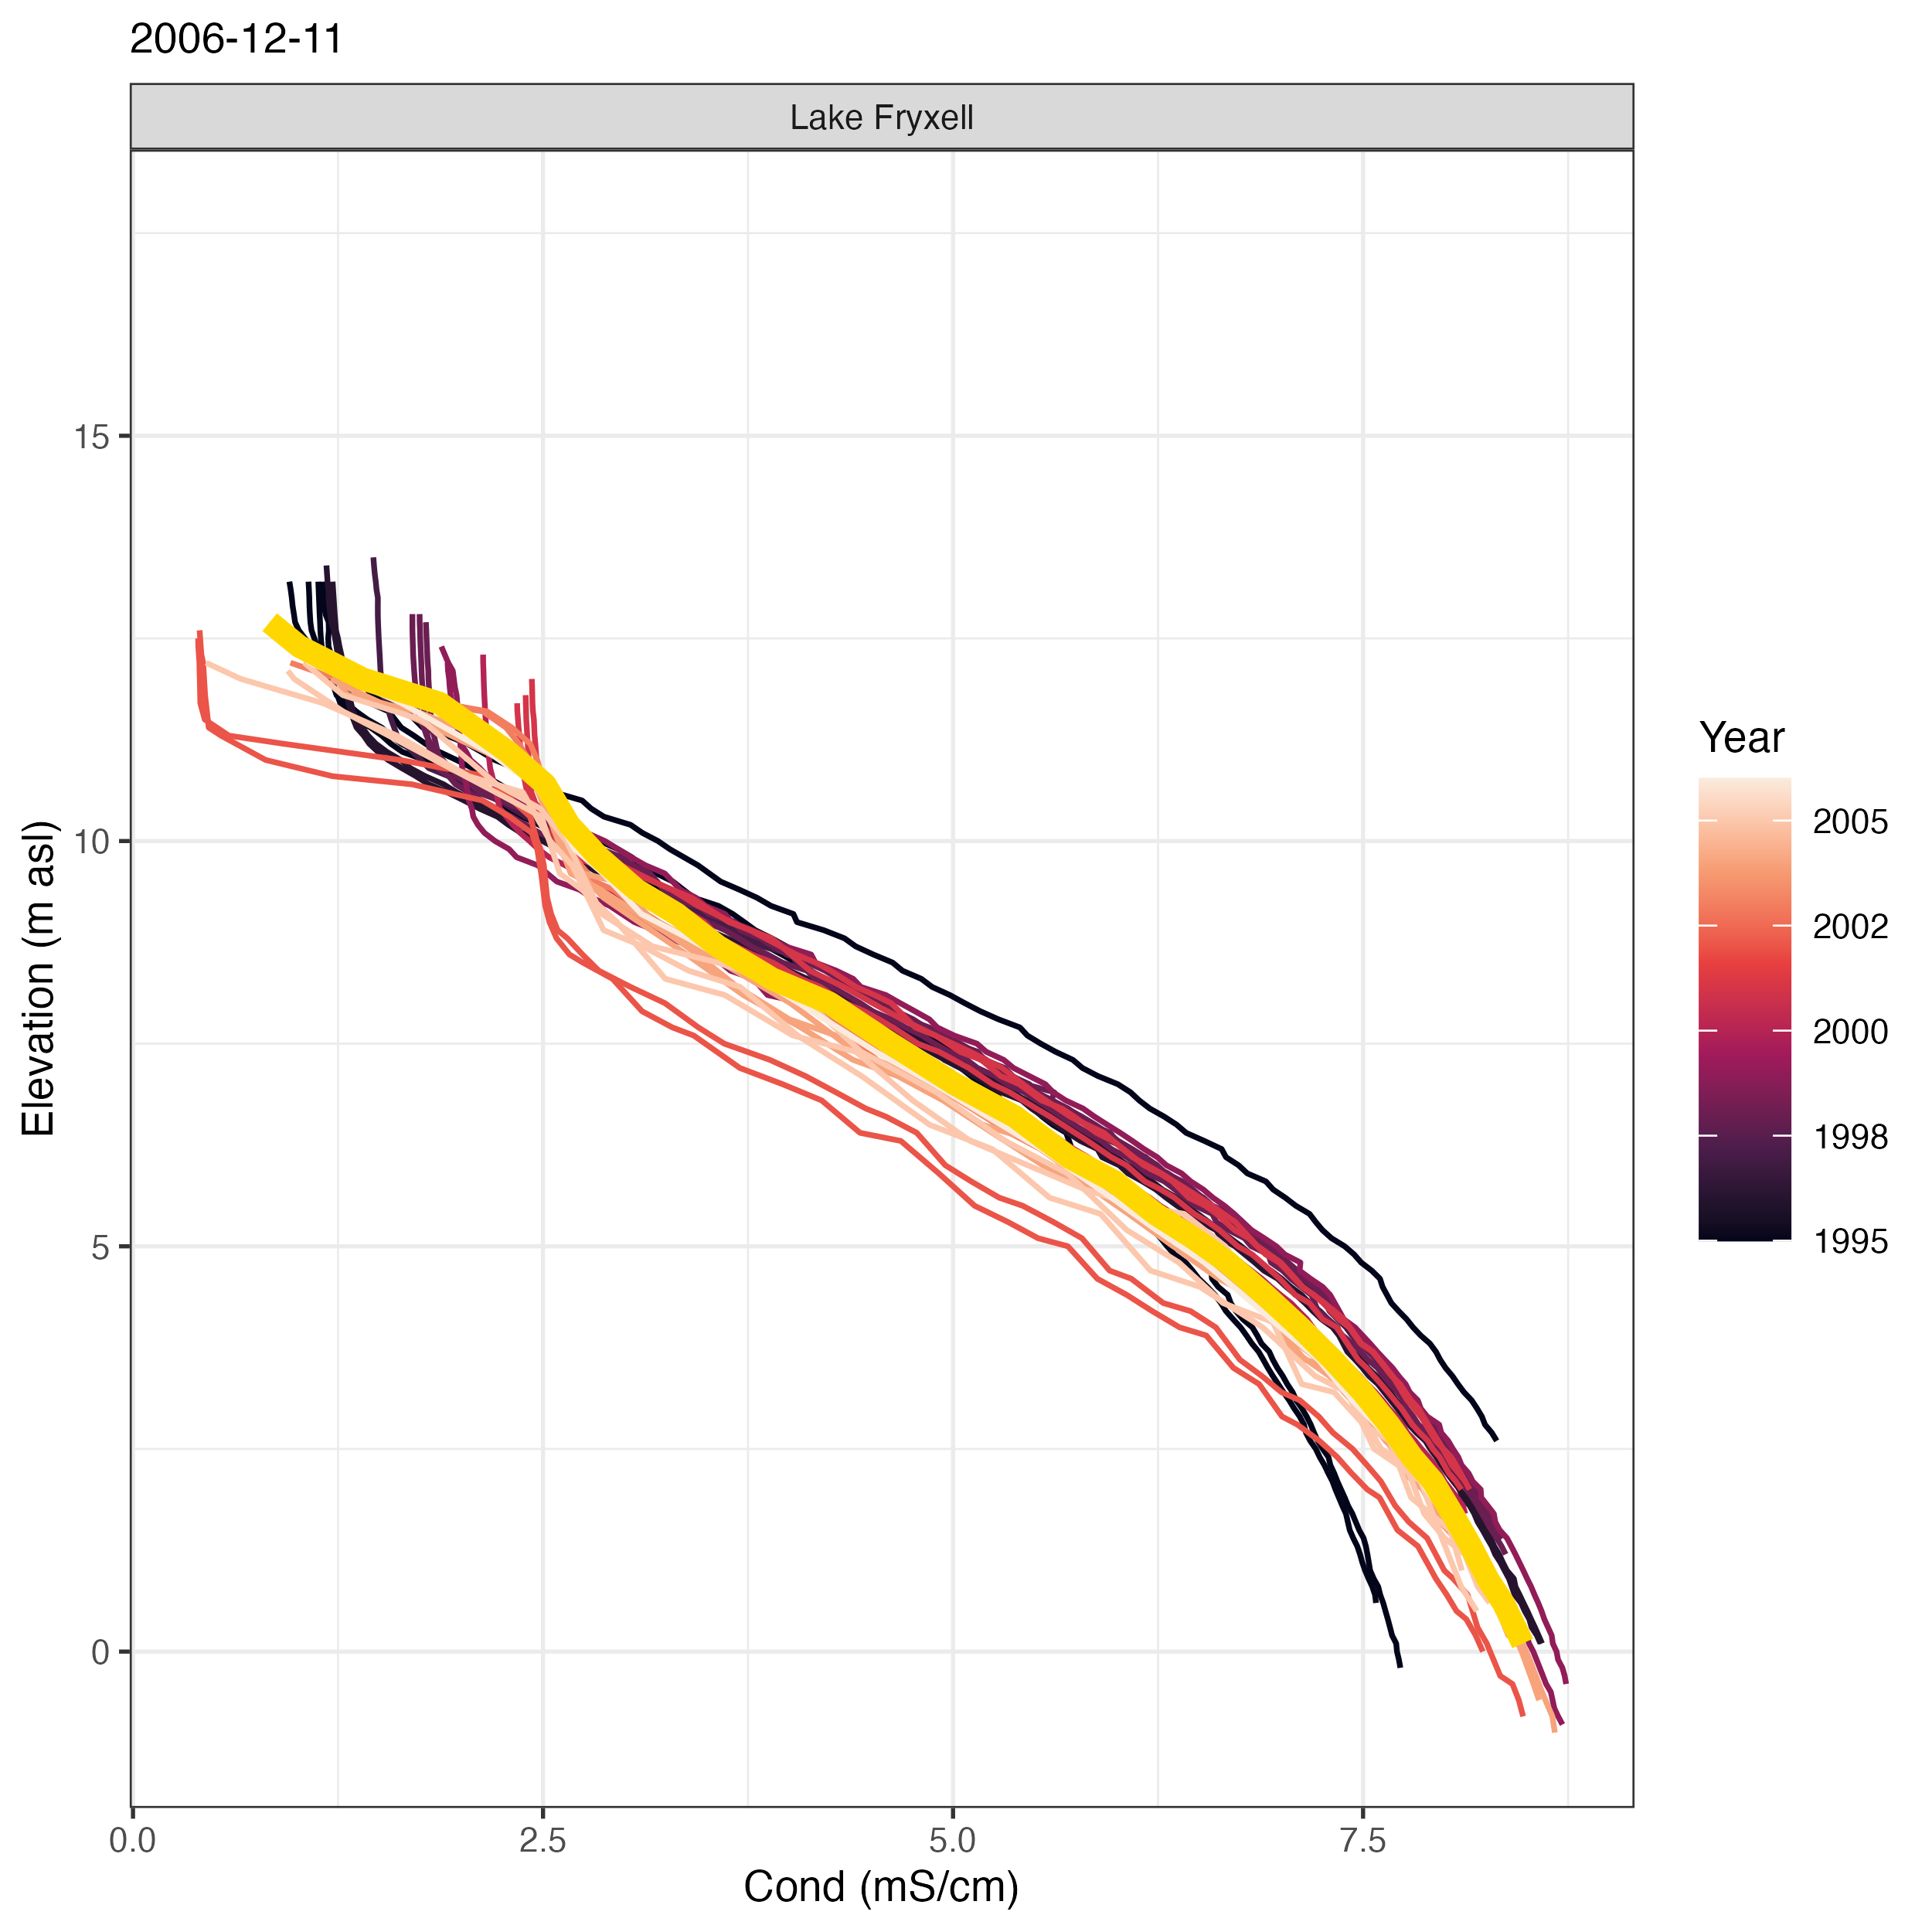 2006-12-11
Lake Fryxell
15
10
5
0
Elevation (m asl)
0.0 2.5 5.0 7.5
Cond (mS/cm)
Year
2005
2002
2000
1998
1995